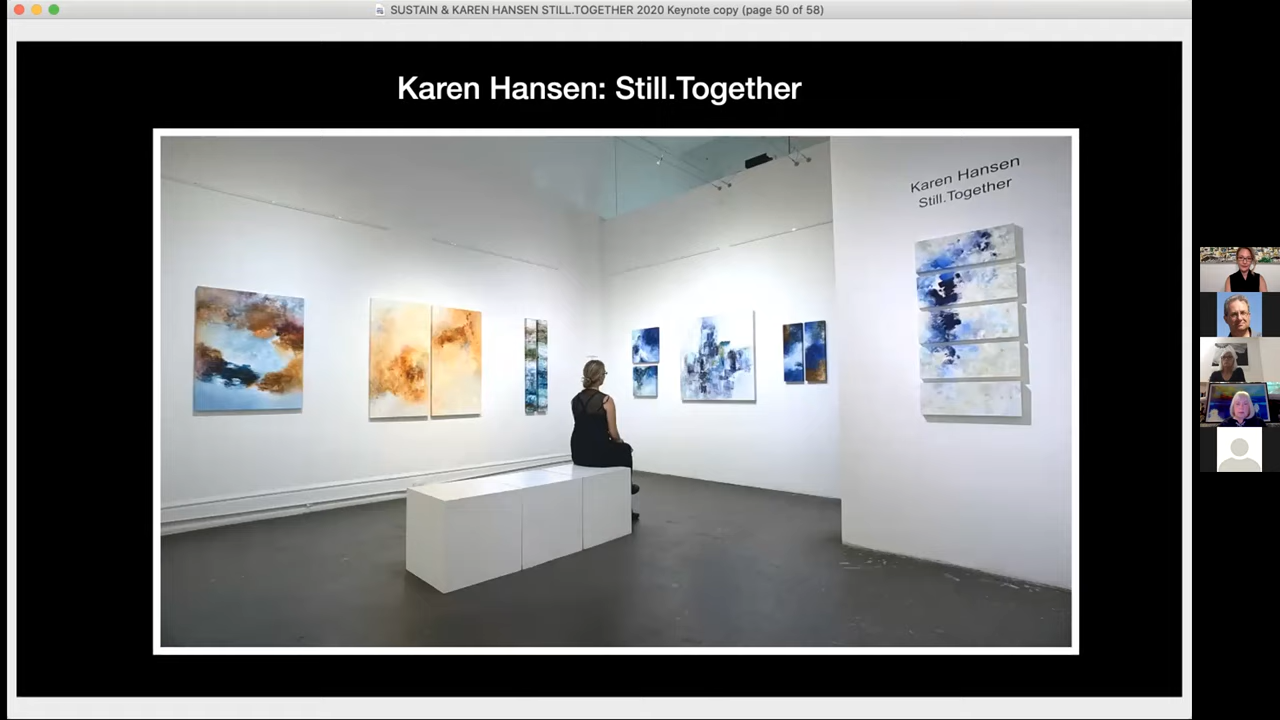 SUSTAIN & KAREN HANSEN STILL.TOGETHER 2020 Keynote copy (page 50 of 58)
Karen Hansen: Still.Together
Karen Hansen
Still.Together